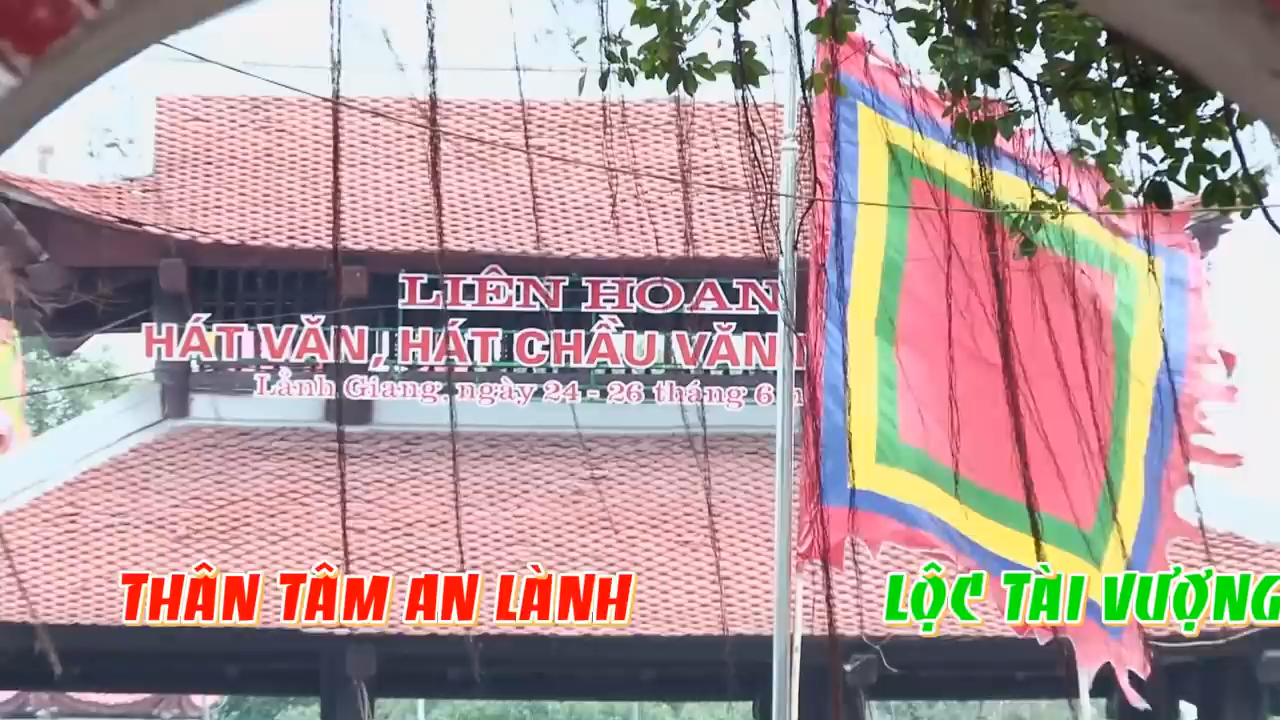 LIÊN HOAN
HÁT VĂN, HÁT CHẦU VĂN
Lảnh Giang, ngày 24 - 26 tháng 6
THÂN TÂM AN LÀNH
LỘC TÀI VƯỢNG